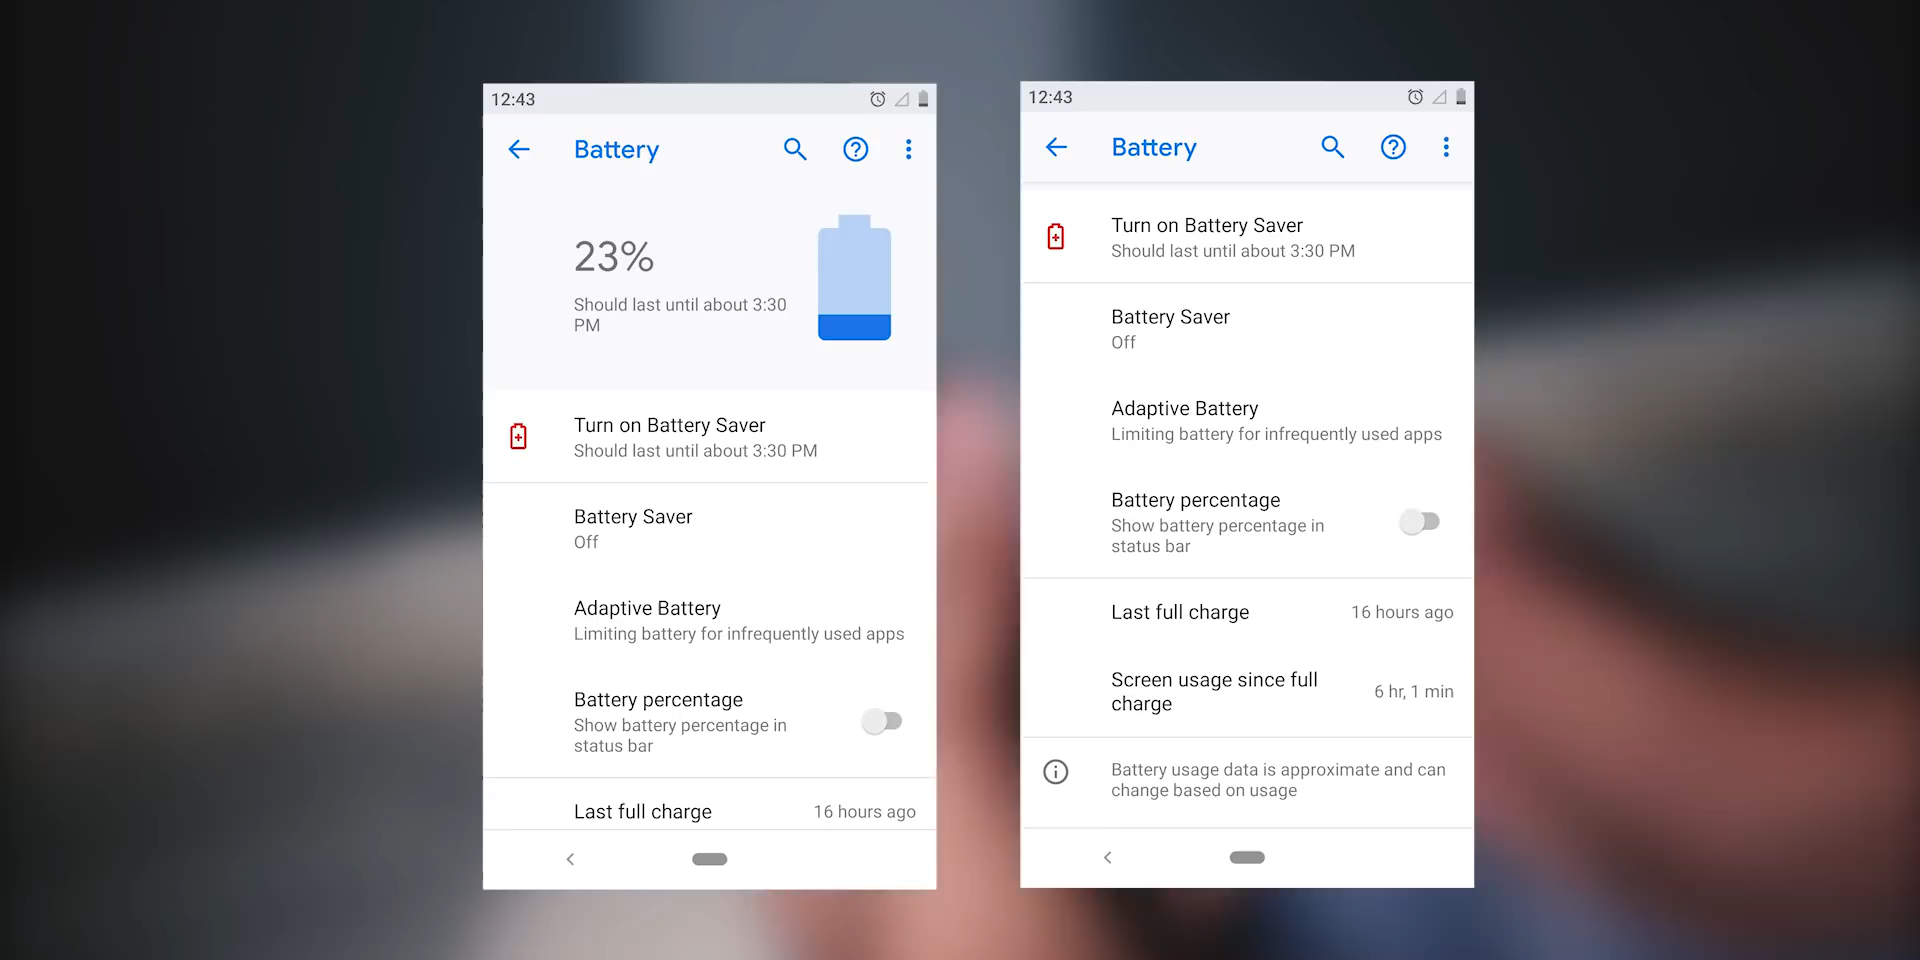 12:43
Battery
23%
Should last until about 3:30
PM
Turn on Battery Saver
Should last until about 3:30 PM
Battery Saver
Off
Adaptive Battery
Limiting battery for infrequently used apps
Battery percentage
Show battery percentage in
status bar
Last full charge
16 hours ago
12:43
Battery
Turn on Battery Saver
Should last until about 3:30 PM
Battery Saver
Off
Adaptive Battery
Limiting battery for infrequently used apps
Battery percentage
Show battery percentage in
status bar
Last full charge
16 hours ago
Screen usage since full
charge
6 hr, 1 min
Battery usage data is approximate and can
change based on usage